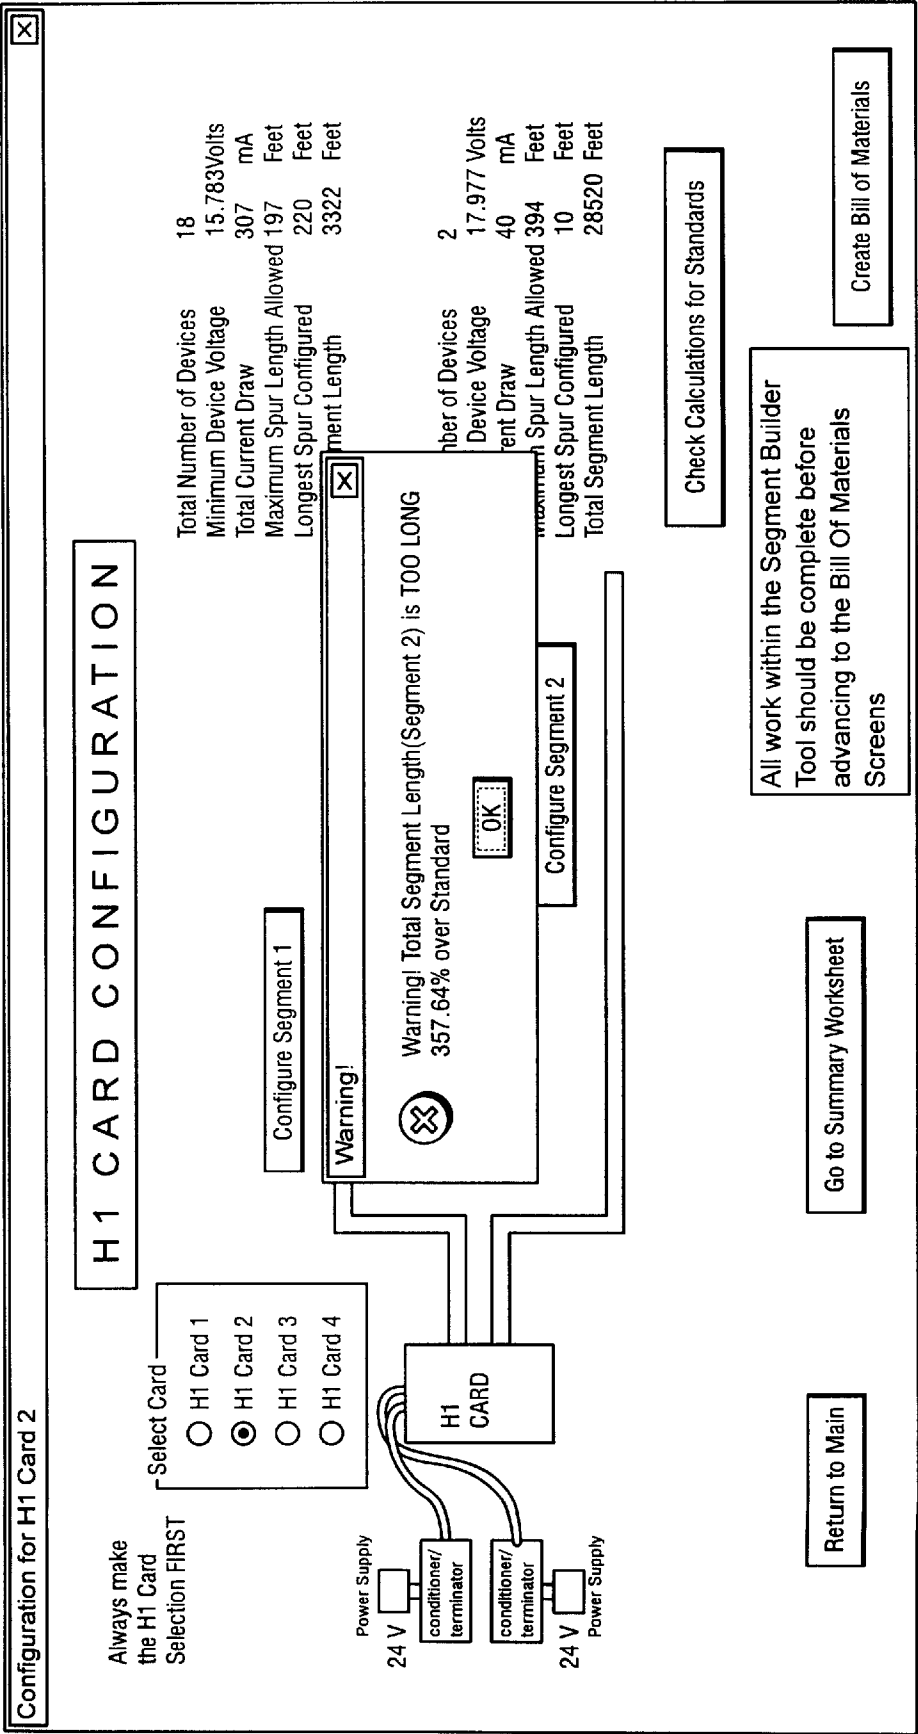 Configuration for H1 Card 2
H1 CARD CONFIGURATION
Always make
the H1 Card
Selection FIRST
Select Card
H1 Card 1
H1 Card 2
H1 Card 3
H1 Card 4
Total Number of Devices 18
Minimum Device Voltage 15.783Volts
Total Current Draw 307 mA
Maximum Spur Length Allowed 197 Feet
Longest Spur Configured 220 Feet
ment Length 3322 Feet
Configure Segment 1
Warning!
Warning! Total Segment Length(Segment 2) is TOO LONG
357.64% over Standard
OK
Power Supply
24 V
conditioner/
terminator
H1
CARD
conditioner/
terminator
24 V
Power Supply
nber of Devices 2
Device Voltage 17.977 Volts
rent Draw 40 mA
Maximum Spur Length Allowed 394 Feet
Longest Spur Configured 10 Feet
Total Segment Length 28520 Feet
Configure Segment 2
Check Calculations for Standards
All work within the Segment Builder
Tool should be complete before
advancing to the Bill Of Materials
Screens
Return to Main
Go to Summary Worksheet
Create Bill of Materials